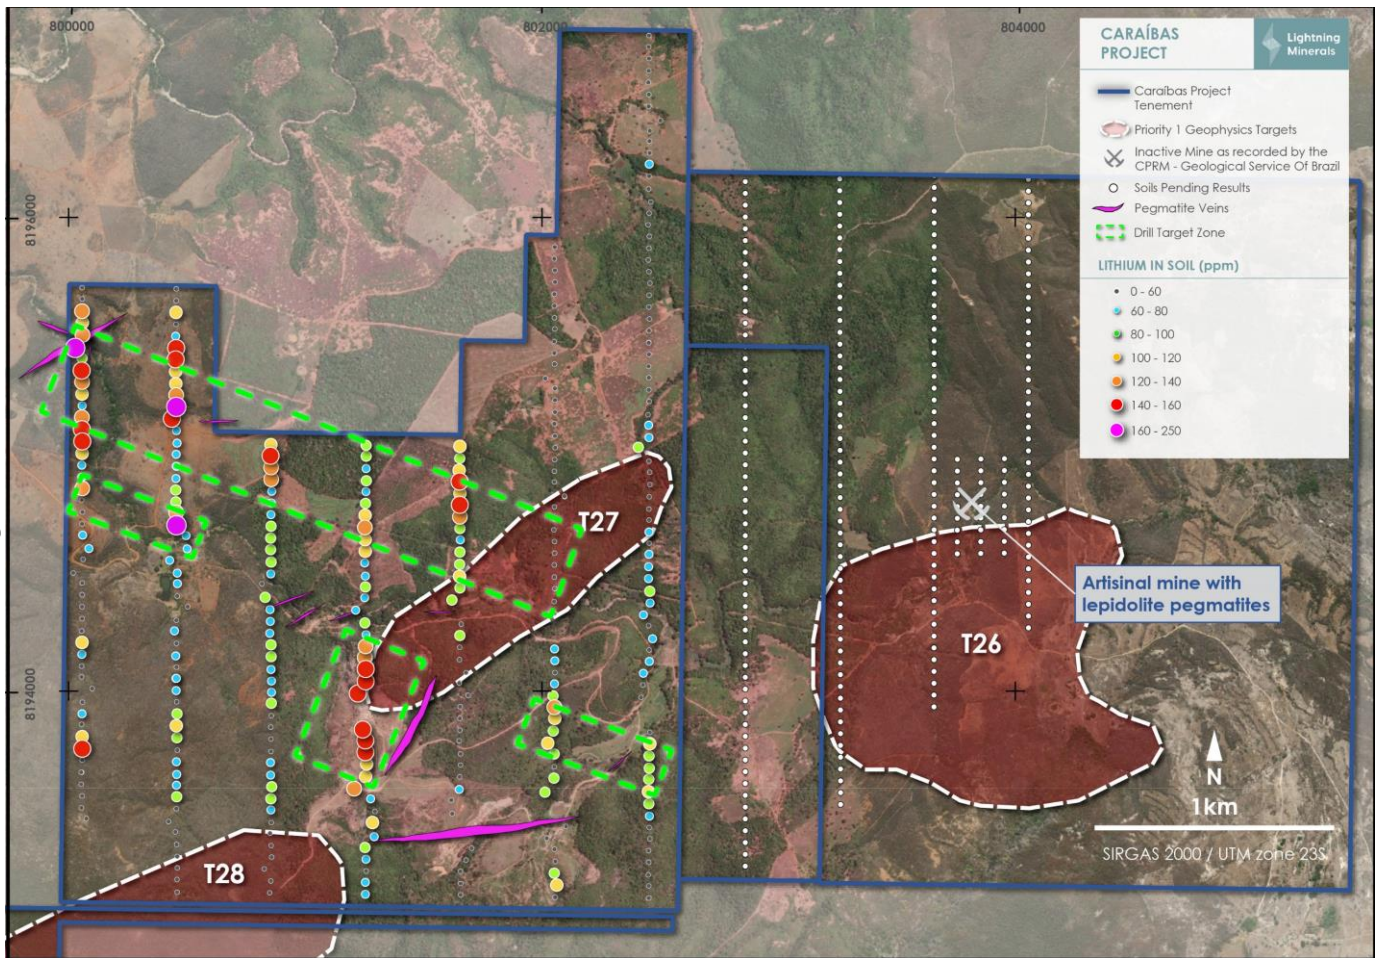 800000
802000
804000
CARAÍBAS
PROJECT
Lightning
Minerals
Caraíbas Project
Tenement
Priority 1 Geophysics Targets
Inactive Mine as recorded by the
CPRM - Geological Service Of Brazil
Soils Pending Results
Pegmatite Veins
Drill Target Zone
LITHIUM IN SOIL (ppm)
0 - 60
60 - 80
80 - 100
100 - 120
120 - 140
140 - 160
160 - 250
8196000
T27
Artisinal mine with
lepidolite pegmatites
T26
8194000
N
1km
SIRGAS 2000 / UTM zone 23S
T28